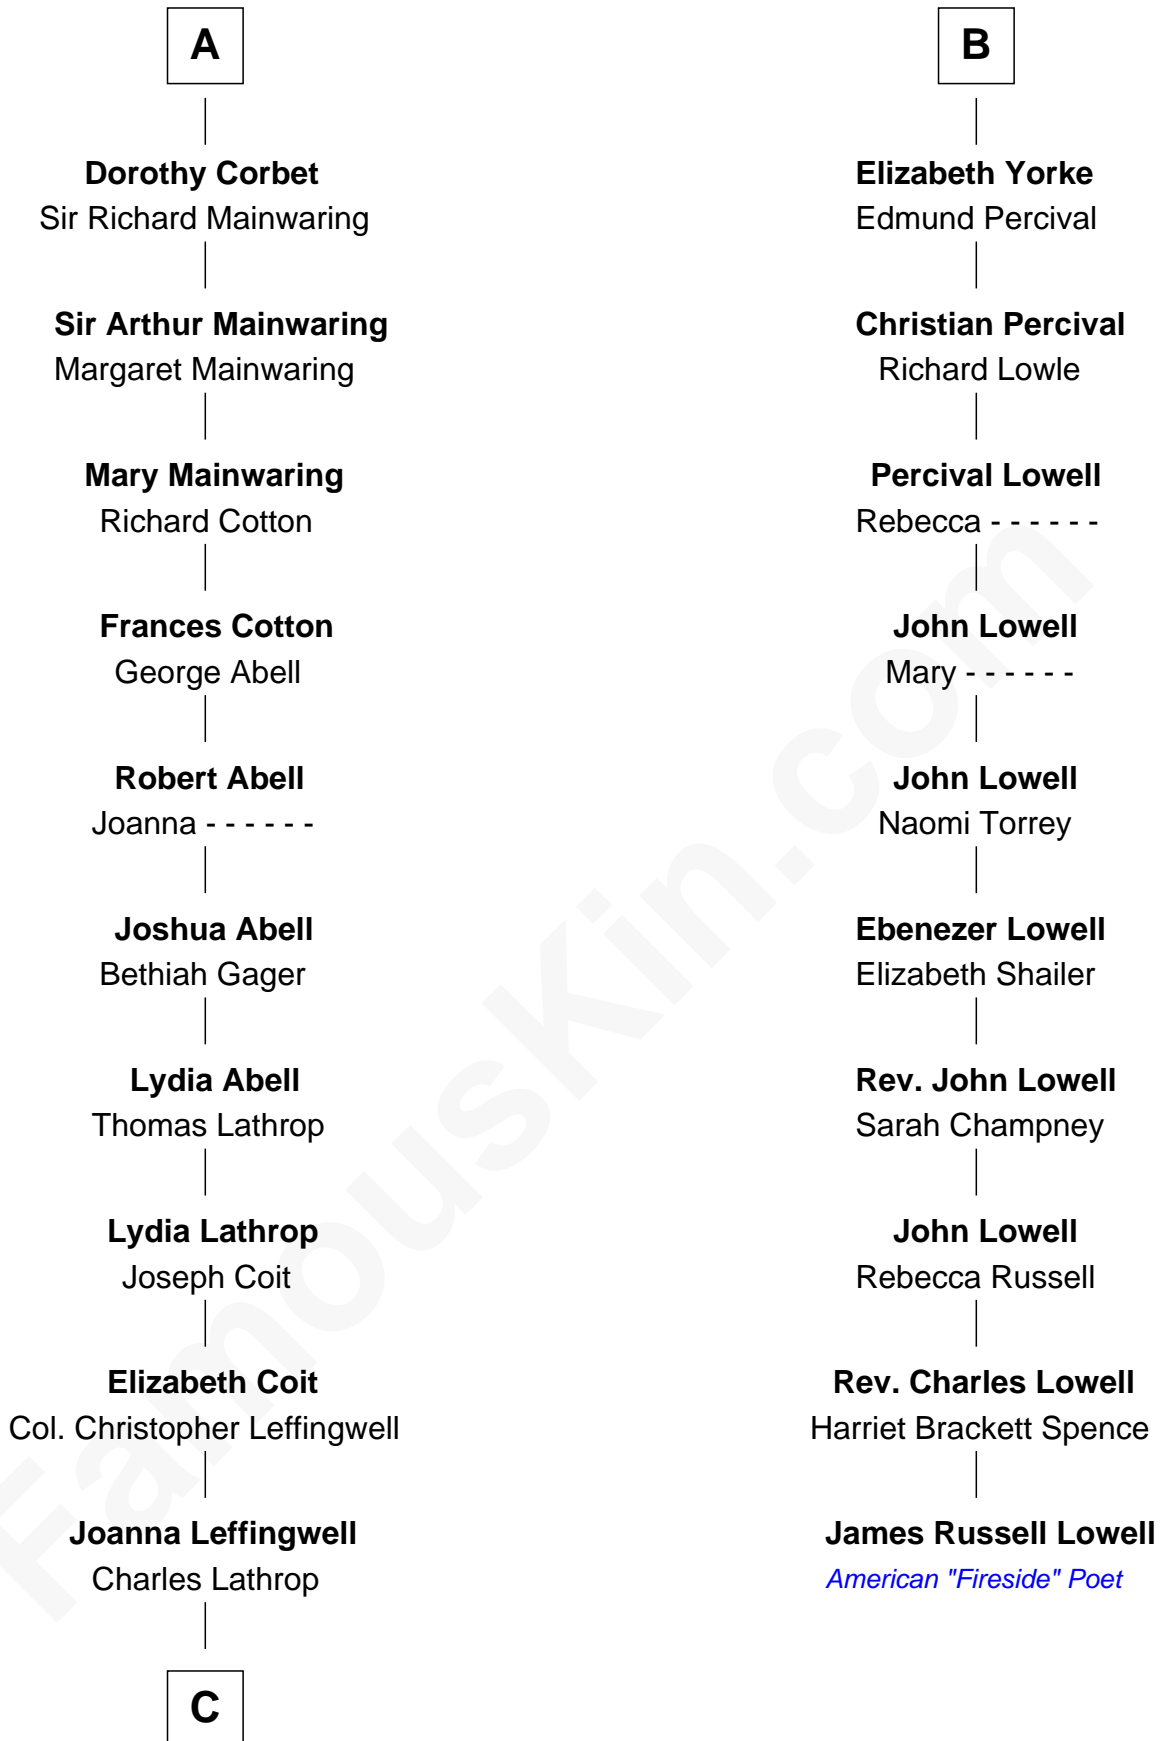 A
Dorothy Corbet
Sir Richard Mainwaring
Sir Arthur Mainwaring
Margaret Mainwaring
Mary Mainwaring
Richard Cotton
Frances Cotton
George Abell
Robert Abell
Joanna - - - - - -
Joshua Abell
Bethiah Gager
Lydia Abell
Thomas Lathrop
Lydia Lathrop
Joseph Coit
Elizabeth Coit
Col. Christopher Leffingwell
Joanna Leffingwell
Charles Lathrop
C
B
Elizabeth Yorke
Edmund Percival
Christian Percival
Richard Lowle
Percival Lowell
Rebecca - - - - - -
John Lowell
Mary - - - - - -
John Lowell
Naomi Torrey
Ebenezer Lowell
Elizabeth Shailer
Rev. John Lowell
Sarah Champney
John Lowell
Rebecca Russell
Rev. Charles Lowell
Harriet Brackett Spence
James Russell Lowell
American "Fireside" Poet
FamousKin.com